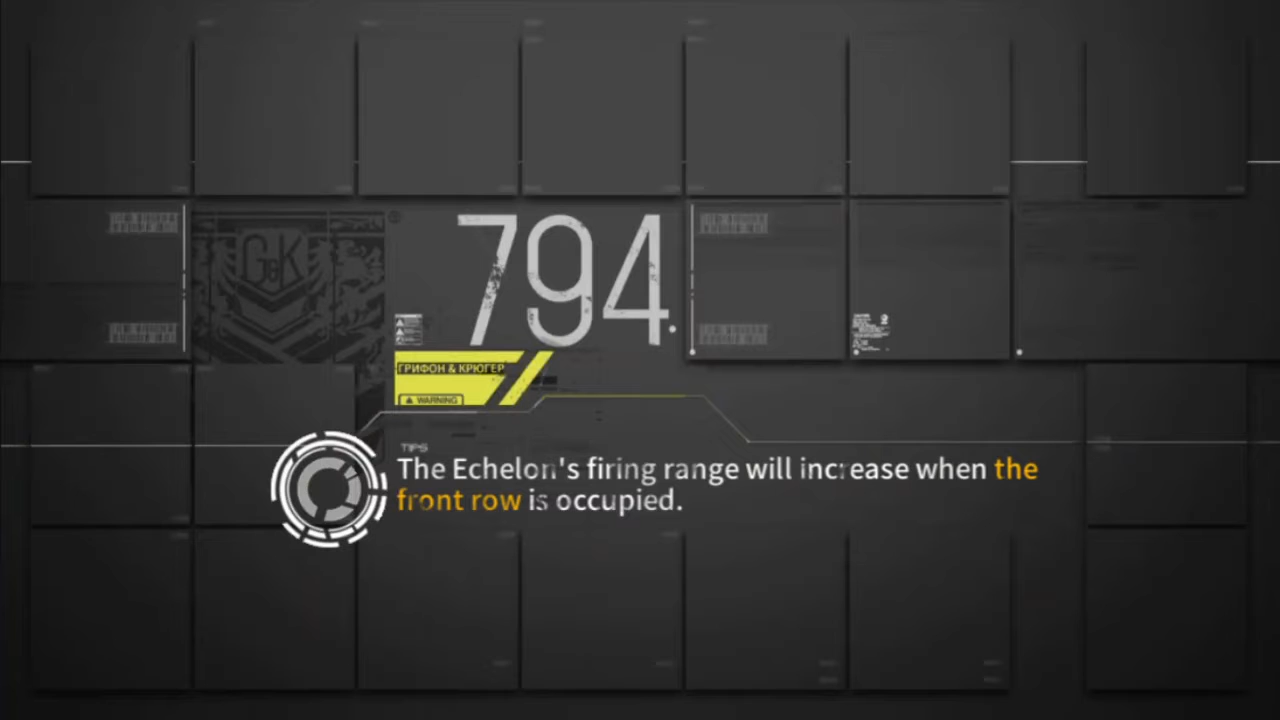 G&K
794.
ГРИФОН & КРЮГЕР
WARNING
TIPS
The Echelon's firing range will increase when the
front row is occupied.